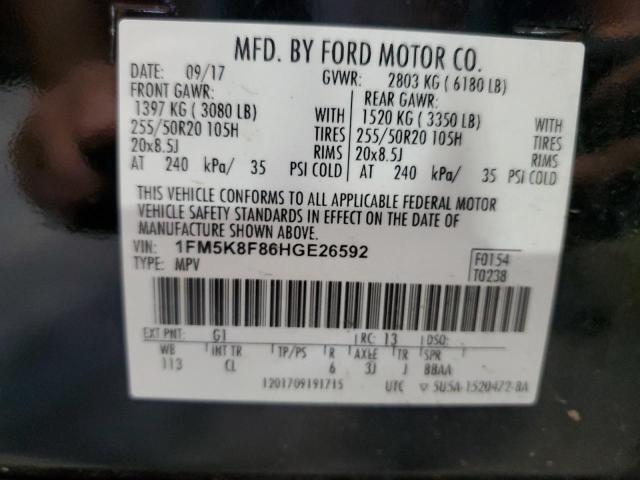 MFD. BY FORD MOTOR CO.
DATE: 09/17 GVWR: 2803 KG ( 6180 LB)
FRONT GAWR: REAR GAWR:
1397 KG ( 3080 LB) WITH 1520 KG ( 3350 LB) WITH
255/50R20 105H TIRES 255/50R20 105H TIRES
20x8.5J RIMS 20x8.5J RIMS
AT 240 kPa/ 35 PSI COLD AT 240 kPa/ 35 PSI COLD
THIS VEHICLE CONFORMS TO ALL APPLICABLE FEDERAL MOTOR
VEHICLE SAFETY STANDARDS IN EFFECT ON THE DATE OF
MANUFACTURE SHOWN ABOVE.
VIN: 1FM5K8F86HGE26592 F0154
TYPE: MPV T0238
EXT PNT: G1 RC: 13 DSO:
WB INT TR TP/PS R AXLE TR SPR
113 CL 6 3J J BBAA
1201709191715 UTC ▽ 5U5A-1520472-BA